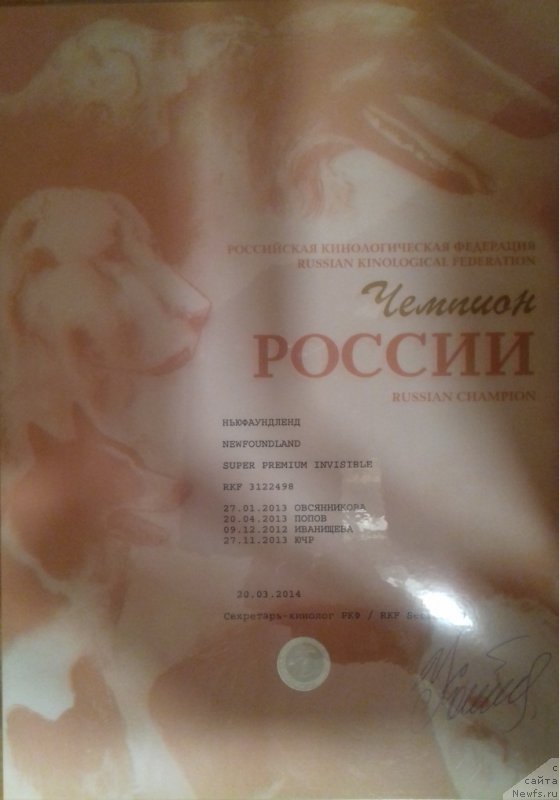 РОССИЙСКАЯ КИНОЛОГИЧЕСКАЯ ФЕДЕРАЦИЯ
RUSSIAN KINOLOGICAL FEDERATION
Чемпион
РОССИИ
RUSSIAN CHAMPION
НЬЮФАУНДЛЕНД
NEWFOUNDLAND
SUPER PREMIUM INVISIBLE
RKF 3122498
27.01.2013 ОВСЯННИКОВА
20.04.2013 ПОПОВ
09.12.2012 ИВАНИЩЕВА
27.11.2013 ЮЧР
20.03.2014
Секретарь-кинолог РКФ / RKF
с
сайта
Newfs.ru